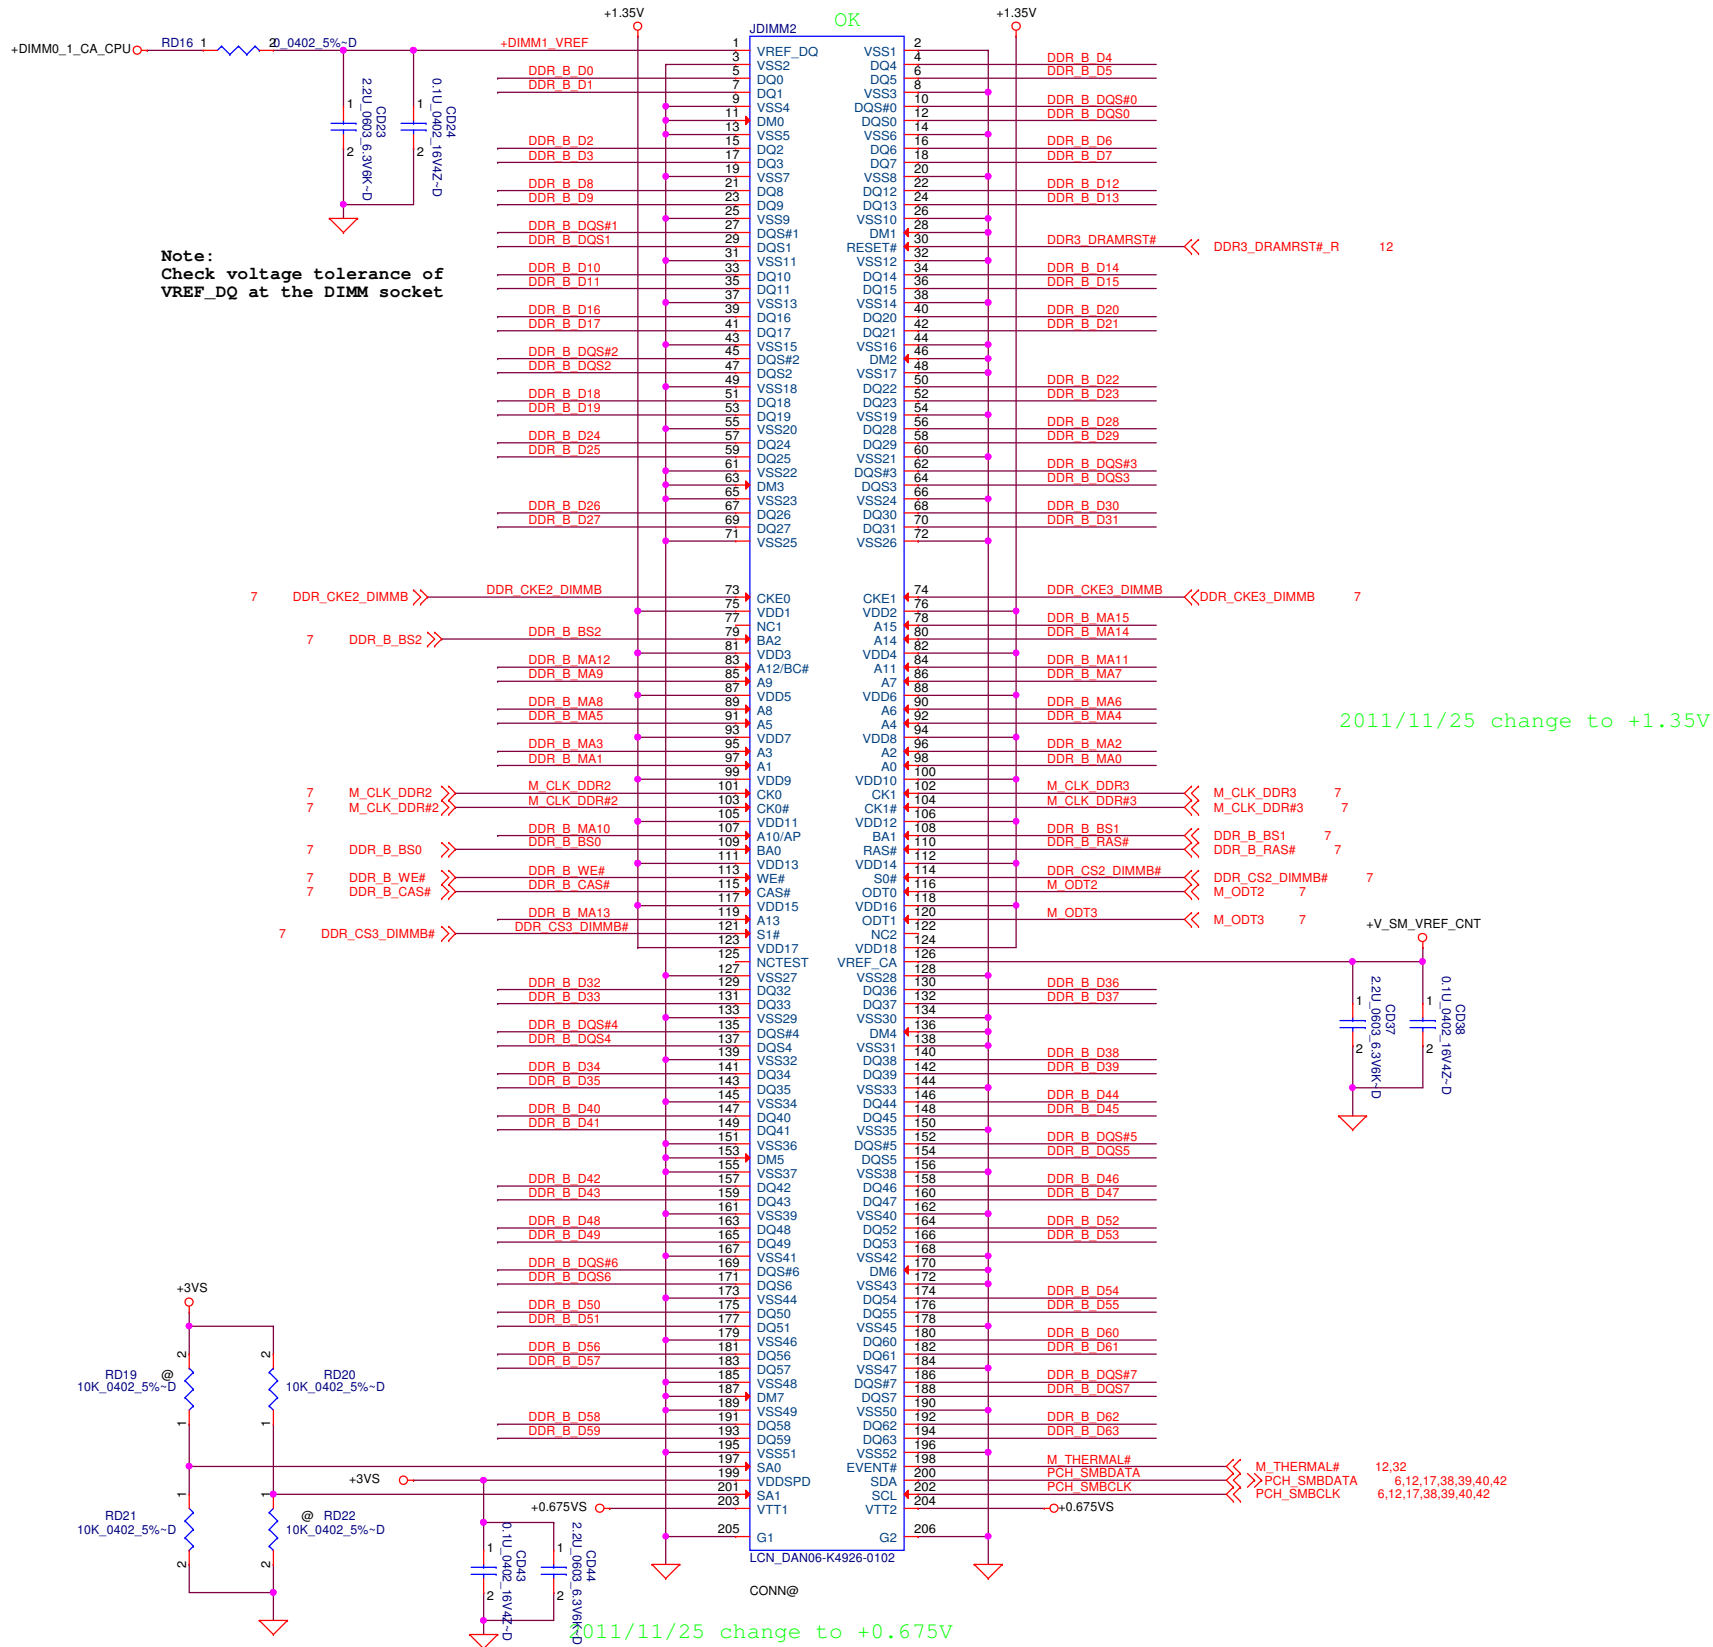 +1.35V OK +1.35V
JDIMM2
+DIMM0_1_CA_CPU RD16 1 2 0_0402_5%~D +DIMM1_VREF 1 VREF_DQ VSS1 2
3 VSS2 DQ4 4 DDR_B_D4
DDR_B_D0 5 DQ0 DQ5 6 DDR_B_D5
DDR_B_D1 7 DQ1 VSS3 8
9 VSS4 DQS#0 10 DDR_B_DQS#0
11 DM0 DQS0 12 DDR_B_DQS0
13 VSS5 VSS6 14
DDR_B_D2 15 DQ2 DQ6 16 DDR_B_D6
DDR_B_D3 17 DQ3 DQ7 18 DDR_B_D7
19 VSS7 VSS8 20
DDR_B_D8 21 DQ8 DQ12 22 DDR_B_D12
DDR_B_D9 23 DQ9 DQ13 24 DDR_B_D13
25 VSS9 VSS10 26
DDR_B_DQS#1 27 DQS#1 DM1 28
DDR_B_DQS1 29 DQS1 RESET# 30 DDR3_DRAMRST# DDR3_DRAMRST#_R 12
31 VSS11 VSS12 32
DDR_B_D10 33 DQ10 DQ14 34 DDR_B_D14
DDR_B_D11 35 DQ11 DQ15 36 DDR_B_D15
37 VSS13 VSS14 38
DDR_B_D16 39 DQ16 DQ20 40 DDR_B_D20
DDR_B_D17 41 DQ17 DQ21 42 DDR_B_D21
43 VSS15 VSS16 44
DDR_B_DQS#2 45 DQS#2 DM2 46
DDR_B_DQS2 47 DQS2 VSS17 48
49 VSS18 DQ22 50 DDR_B_D22
DDR_B_D18 51 DQ18 DQ23 52 DDR_B_D23
DDR_B_D19 53 DQ19 VSS19 54
55 VSS20 DQ28 56 DDR_B_D28
DDR_B_D24 57 DQ24 DQ29 58 DDR_B_D29
DDR_B_D25 59 DQ25 VSS21 60
61 VSS22 DQS#3 62 DDR_B_DQS#3
63 DM3 DQS3 64 DDR_B_DQS3
65 VSS23 VSS24 66
DDR_B_D26 67 DQ26 DQ30 68 DDR_B_D30
DDR_B_D27 69 DQ27 DQ31 70 DDR_B_D31
71 VSS25 VSS26 72
1 CD23 2 2.2U_0603_6.3V6K~D
1 CD24 2 0.1U_0402_16V4Z~D
Note:
Check voltage tolerance of
VREF_DQ at the DIMM socket
7 DDR_CKE2_DIMMB DDR_CKE2_DIMMB 73 CKE0 CKE1 74 DDR_CKE3_DIMMB DDR_CKE3_DIMMB 7
75 VDD1 VDD2 76
77 NC1 A15 78 DDR_B_MA15
7 DDR_B_BS2 DDR_B_BS2 79 BA2 A14 80 DDR_B_MA14
81 VDD3 VDD4 82
DDR_B_MA12 83 A12/BC# A11 84 DDR_B_MA11
DDR_B_MA9 85 A9 A7 86 DDR_B_MA7
87 VDD5 VDD6 88
DDR_B_MA8 89 A8 A6 90 DDR_B_MA6
DDR_B_MA5 91 A5 A4 92 DDR_B_MA4
2011/11/25 change to +1.35V
93 VDD7 VDD8 94
DDR_B_MA3 95 A3 A2 96 DDR_B_MA2
DDR_B_MA1 97 A1 A0 98 DDR_B_MA0
99 VDD9 VDD10 100
7 M_CLK_DDR2 M_CLK_DDR2 101 CK0 CK1 102 M_CLK_DDR3 M_CLK_DDR3 7
7 M_CLK_DDR#2 M_CLK_DDR#2 103 CK0# CK1# 104 M_CLK_DDR#3 M_CLK_DDR#3 7
105 VDD11 VDD12 106
DDR_B_MA10 107 A10/AP BA1 108 DDR_B_BS1 DDR_B_BS1 7
7 DDR_B_BS0 DDR_B_BS0 109 BA0 RAS# 110 DDR_B_RAS# DDR_B_RAS# 7
111 VDD13 VDD14 112
7 DDR_B_WE# DDR_B_WE# 113 WE# S0# 114 DDR_CS2_DIMMB# DDR_CS2_DIMMB# 7
7 DDR_B_CAS# DDR_B_CAS# 115 CAS# ODT0 116 M_ODT2 M_ODT2 7
117 VDD15 VDD16 118
DDR_B_MA13 119 A13 ODT1 120 M_ODT3 M_ODT3 7
7 DDR_CS3_DIMMB# DDR_CS3_DIMMB# 121 S1# NC2 122
123 VDD17 VDD18 124
+V_SM_VREF_CNT
125 NCTEST VREF_CA 126
127 VSS27 VSS28 128
DDR_B_D32 129 DQ32 DQ36 130 DDR_B_D36
DDR_B_D33 131 DQ33 DQ37 132 DDR_B_D37
133 VSS29 VSS30 134
DDR_B_DQS#4 135 DQS#4 DM4 136
DDR_B_DQS4 137 DQS4 VSS31 138
139 VSS32 DQ38 140 DDR_B_D38
DDR_B_D34 141 DQ34 DQ39 142 DDR_B_D39
DDR_B_D35 143 DQ35 VSS33 144
145 VSS34 DQ44 146 DDR_B_D44
DDR_B_D40 147 DQ40 DQ45 148 DDR_B_D45
DDR_B_D41 149 DQ41 VSS35 150
1 CD37 2 2.2U_0603_6.3V6K~D
1 CD38 2 0.1U_0402_16V4Z~D
151 VSS36 DQS#5 152 DDR_B_DQS#5
153 DM5 DQS5 154 DDR_B_DQS5
155 VSS37 VSS38 156
DDR_B_D42 157 DQ42 DQ46 158 DDR_B_D46
DDR_B_D43 159 DQ43 DQ47 160 DDR_B_D47
161 VSS39 VSS40 162
DDR_B_D48 163 DQ48 DQ52 164 DDR_B_D52
DDR_B_D49 165 DQ49 DQ53 166 DDR_B_D53
167 VSS41 VSS42 168
DDR_B_DQS#6 169 DQS#6 DM6 170
DDR_B_DQS6 171 DQS6 VSS43 172
173 VSS44 DQ54 174 DDR_B_D54
DDR_B_D50 175 DQ50 DQ55 176 DDR_B_D55
DDR_B_D51 177 DQ51 VSS45 178
179 VSS46 DQ60 180 DDR_B_D60
DDR_B_D56 181 DQ56 DQ61 182 DDR_B_D61
DDR_B_D57 183 DQ57 VSS47 184
185 VSS48 DQS#7 186 DDR_B_DQS#7
187 DM7 DQS7 188 DDR_B_DQS7
189 VSS49 VSS50 190
DDR_B_D58 191 DQ58 DQ62 192 DDR_B_D62
DDR_B_D59 193 DQ59 DQ63 194 DDR_B_D63
195 VSS51 VSS52 196
197 SA0 EVENT# 198 M_THERMAL# M_THERMAL# 12,32
+3VS 199 VDDSPD SDA 200 PCH_SMBDATA PCH_SMBDATA 6,12,17,38,39,40,42
201 SA1 SCL 202 PCH_SMBCLK PCH_SMBCLK 6,12,17,38,39,40,42
+0.675VS 203 VTT1 VTT2 204 +0.675VS
205 G1 G2 206
LCN_DAN06-K4926-0102
CONN@
+3VS
2 2
RD19 @ RD20
10K_0402_5%~D 10K_0402_5%~D
1 1
1 1
RD21 @ RD22
10K_0402_5%~D 10K_0402_5%~D
2 2
1 CD43 2 0.1U_0402_16V4Z~D
1 CD44 2 2.2U_0603_6.3V6K~D
2011/11/25 change to +0.675V